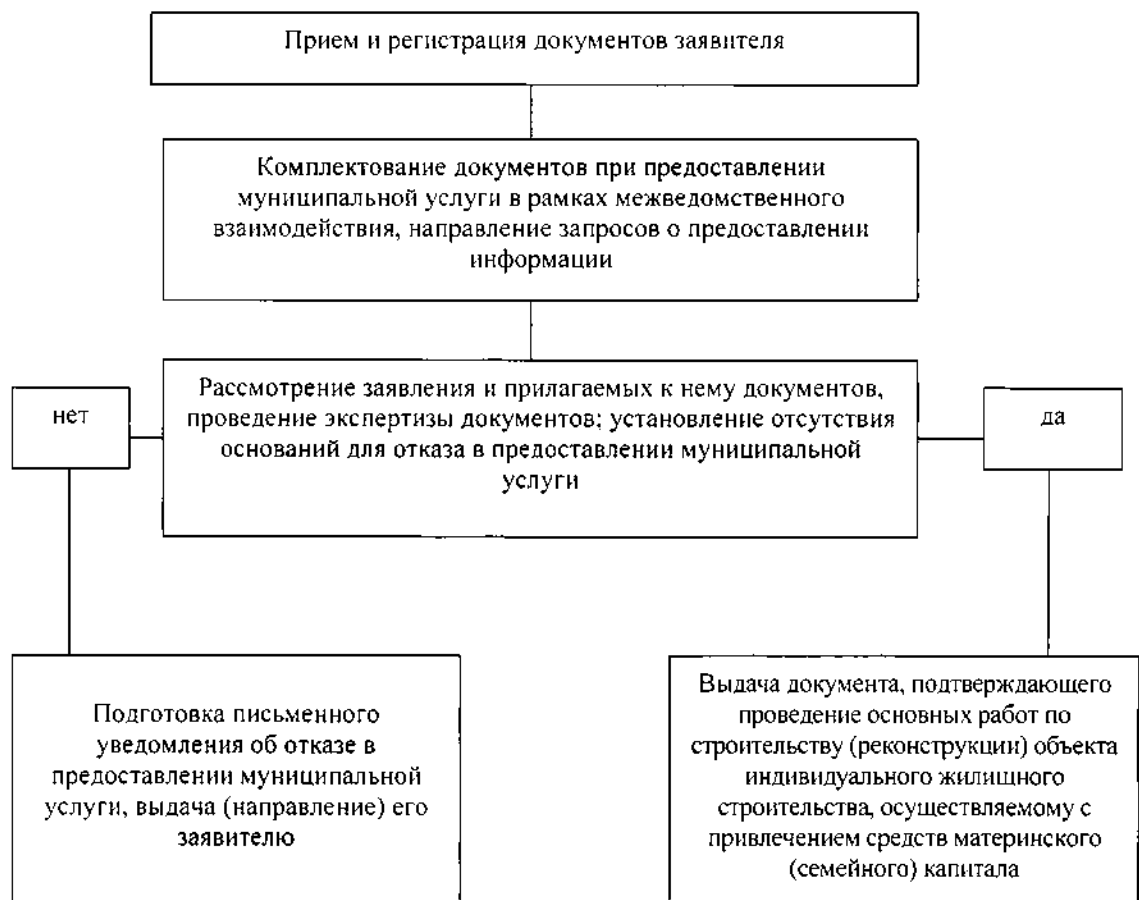 Прием и регистрация документов заявителя
Комплектование документов при предоставлении
муниципальной услуги в рамках межведомственного
взаимодействия, направление запросов о предоставлении
информации
Рассмотрение заявления и прилагаемых к нему документов,
проведение экспертизы документов; установление отсутствия
оснований для отказа в предоставлении муниципальной
услуги
нет
да
Подготовка письменного
уведомления об отказе в
предоставлении муниципальной
услуги, выдача (направление) его
заявителю
Выдача документа, подтверждающего
проведение основных работ по
строительству (реконструкции) объекта
индивидуального жилищного
строительства, осуществляемому с
привлечением средств материнского
(семейного) капитала